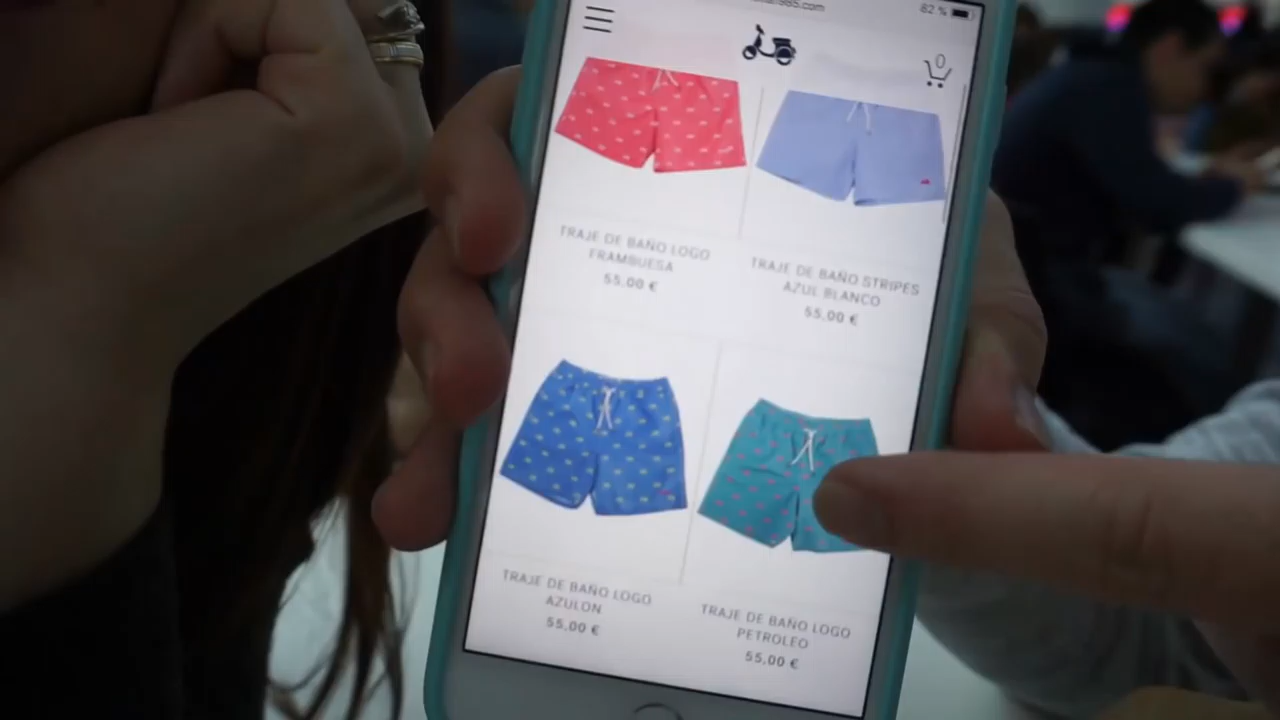 82 %
0
TRAJE DE BAÑO LOGO
FRAMBUESA
55,00 €
TRAJE DE BAÑO STRIPES
AZUL BLANCO
55,00 €
TRAJE DE BAÑO LOGO
AZULON
55,00 €
TRAJE DE BAÑO LOGO
PETROLEO
55,00 €